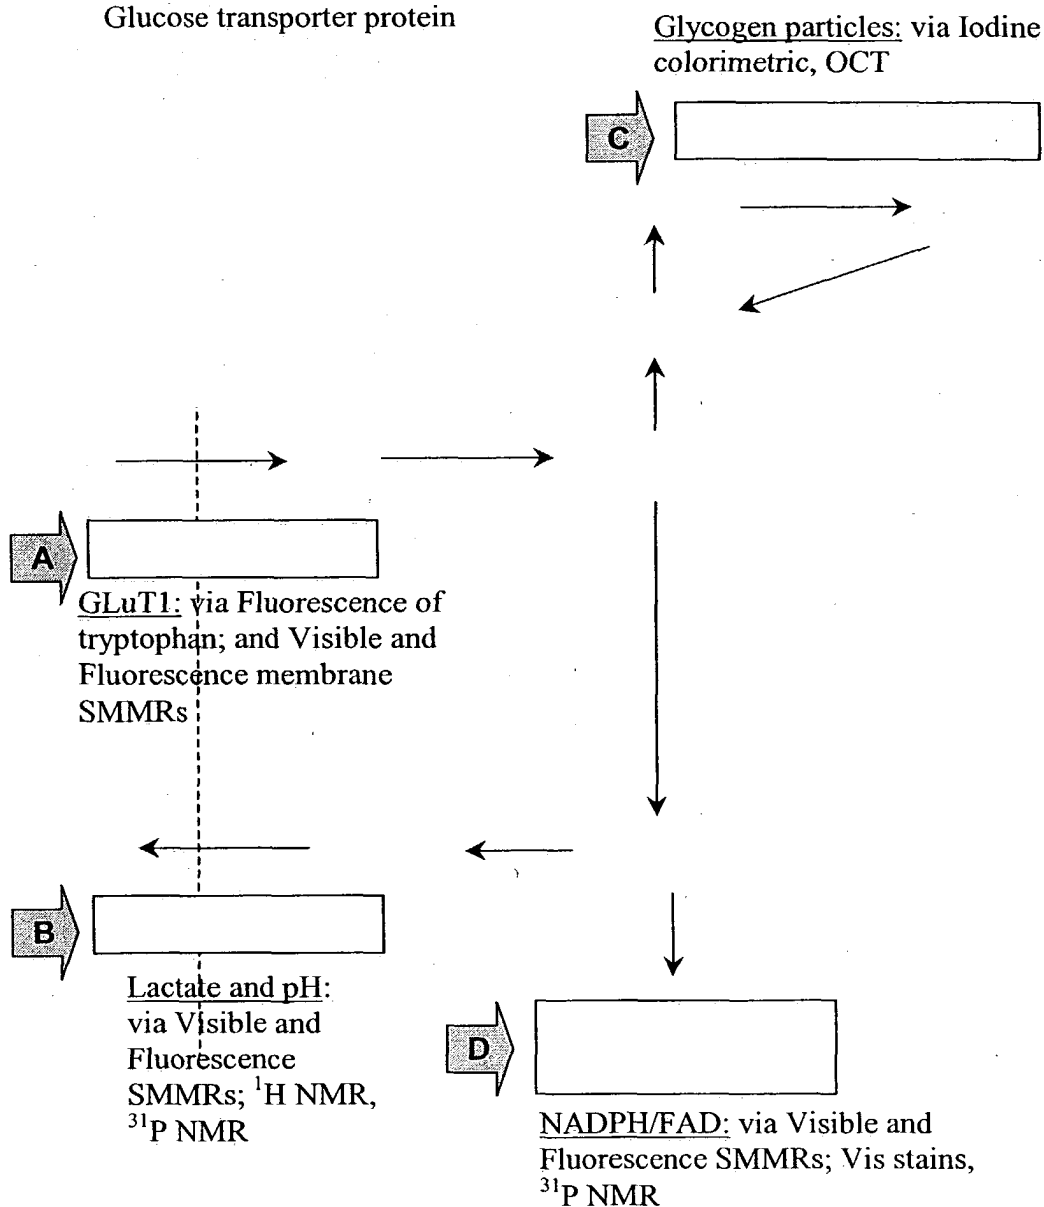 Glucose transporter protein
Glycogen particles: via Iodine
colorimetric, OCT
C
A
GLuT1: via Fluorescence of
tryptophan; and Visible and
Fluorescence membrane
SMMRs
B
Lactate and pH:
via Visible and
Fluorescence
SMMRs; ¹H NMR,
³¹P NMR
D
NADPH/FAD: via Visible and
Fluorescence SMMRs; Vis stains,
³¹P NMR